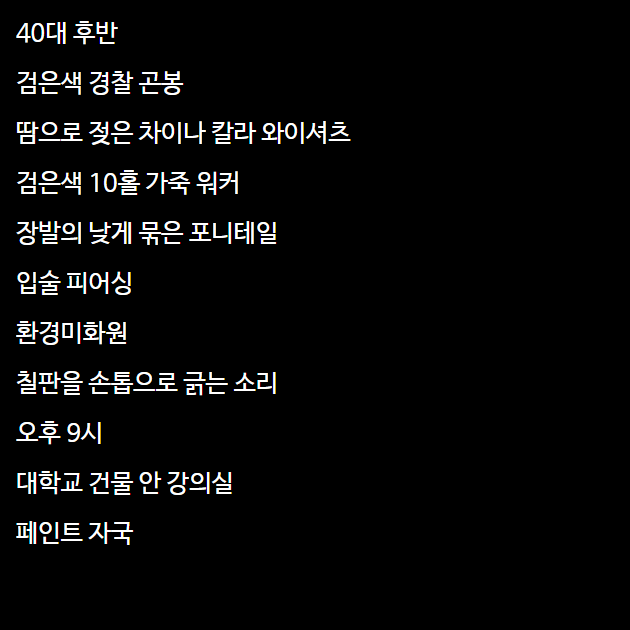 40대 후반
검은색 경찰 곤봉
땀으로 젖은 차이나 칼라 와이셔츠
검은색 10홀 가죽 워커
장발의 낮게 묶은 포니테일
입술 피어싱
환경미화원
칠판을 손톱으로 긁는 소리
오후 9시
대학교 건물 안 강의실
페인트 자국